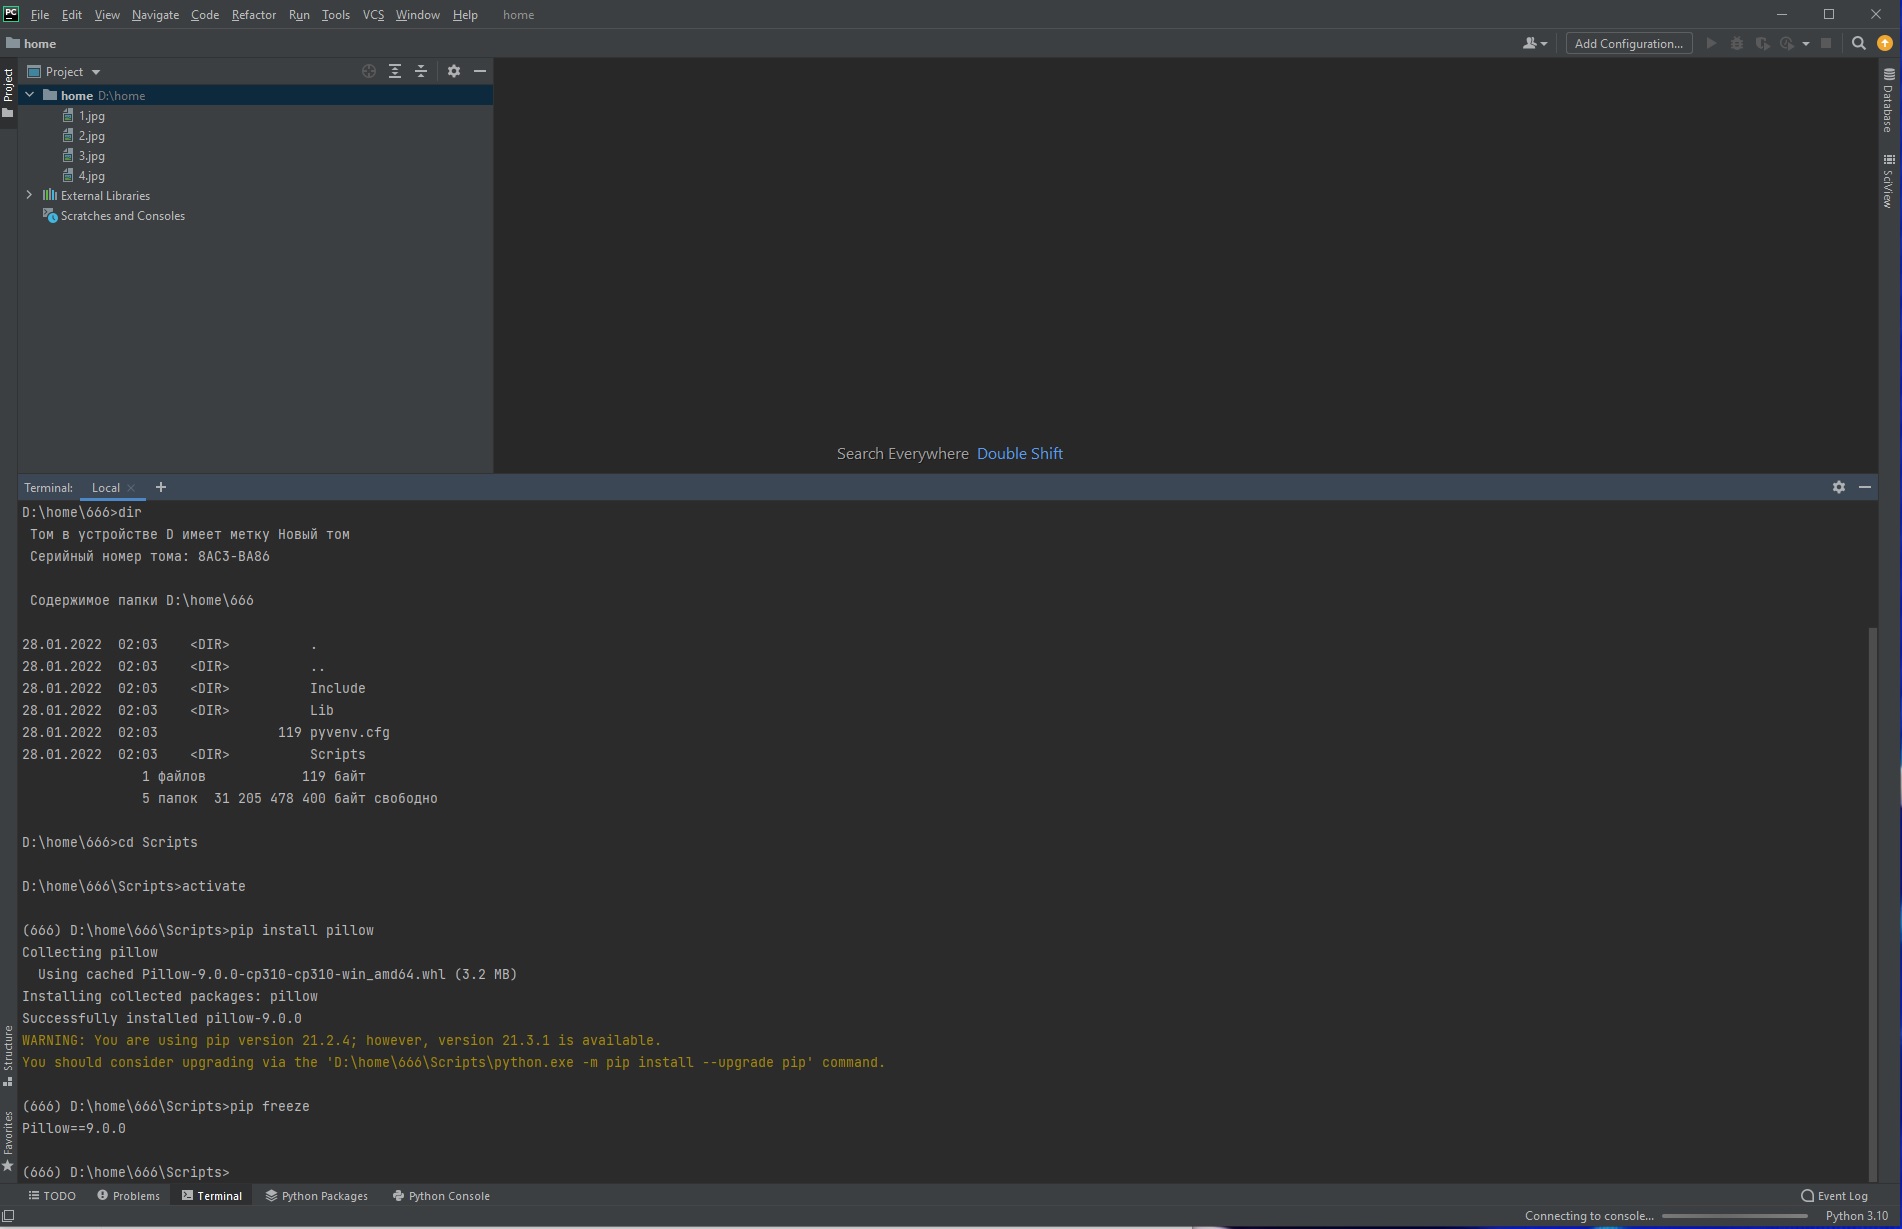 PC File Edit View Navigate Code Refactor Run Tools VCS Window Help home
home Add Configuration...
Project Project
home D:\home
1.jpg
2.jpg
3.jpg
4.jpg
External Libraries
Scratches and Consoles
Database
SciView
Search Everywhere Double Shift
Terminal: Local × +
D:\home\666>dir
Том в устройстве D имеет метку Новый том
Серийный номер тома: 8AC3-BA86
Содержимое папки D:\home\666
28.01.2022 02:03 <DIR> .
28.01.2022 02:03 <DIR> ..
28.01.2022 02:03 <DIR> Include
28.01.2022 02:03 <DIR> Lib
28.01.2022 02:03 119 pyvenv.cfg
28.01.2022 02:03 <DIR> Scripts
1 файлов 119 байт
5 папок 31 205 478 400 байт свободно
D:\home\666>cd Scripts
D:\home\666\Scripts>activate
(666) D:\home\666\Scripts>pip install pillow
Collecting pillow
Using cached Pillow-9.0.0-cp310-cp310-win_amd64.whl (3.2 MB)
Installing collected packages: pillow
Successfully installed pillow-9.0.0
WARNING: You are using pip version 21.2.4; however, version 21.3.1 is available.
You should consider upgrading via the 'D:\home\666\Scripts\python.exe -m pip install --upgrade pip' command.
(666) D:\home\666\Scripts>pip freeze
Pillow==9.0.0
(666) D:\home\666\Scripts>
Structure
Favorites
TODO Problems Terminal Python Packages Python Console Event Log
Connecting to console... Python 3.10